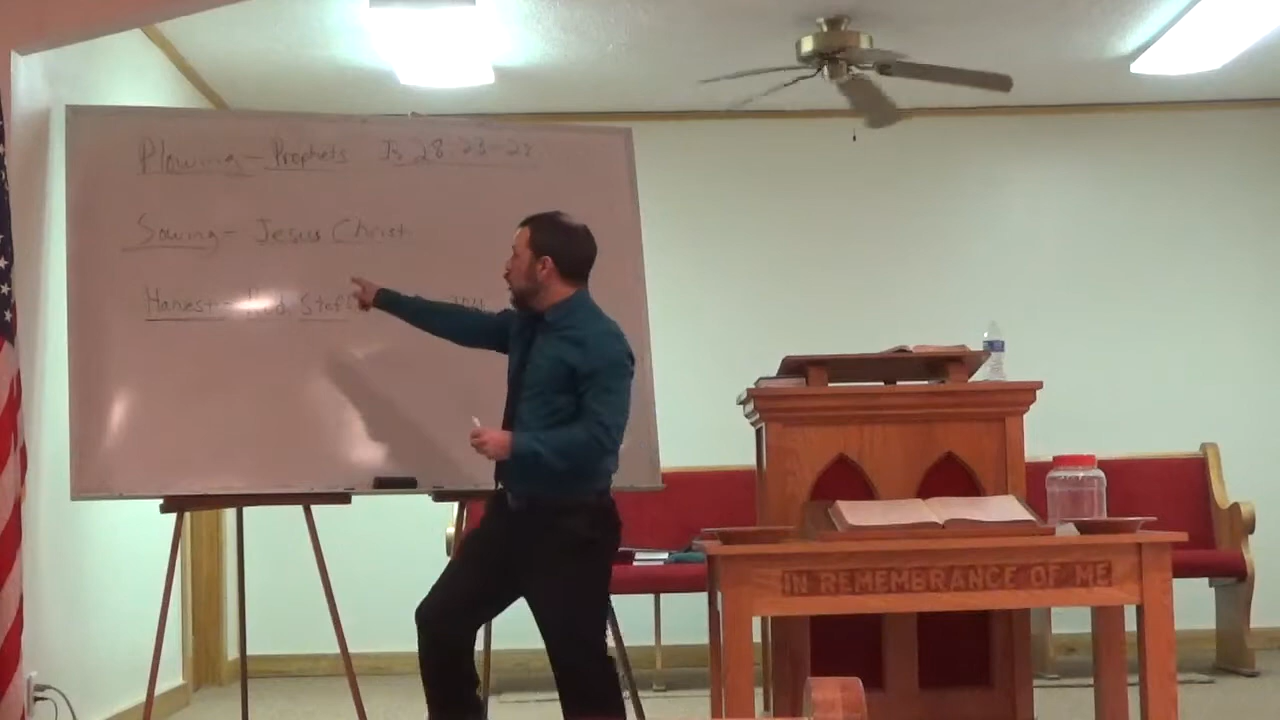 Plowing - Prophets Is 28:23-29
Sowing - Jesus Christ
Harvest -
IN REMEMBRANCE OF ME